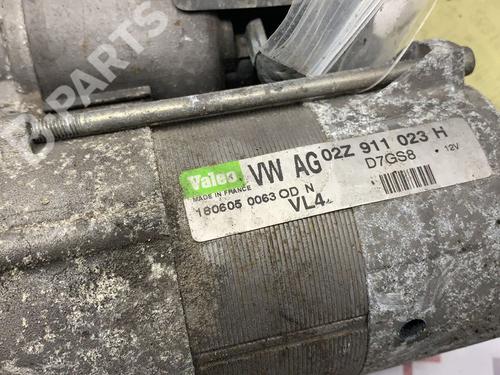 B-PARTS
Valeo VW AG 02Z 911 023 H
MADE IN FRANCE D7GS8 12V
180605 0063 OD N VL4